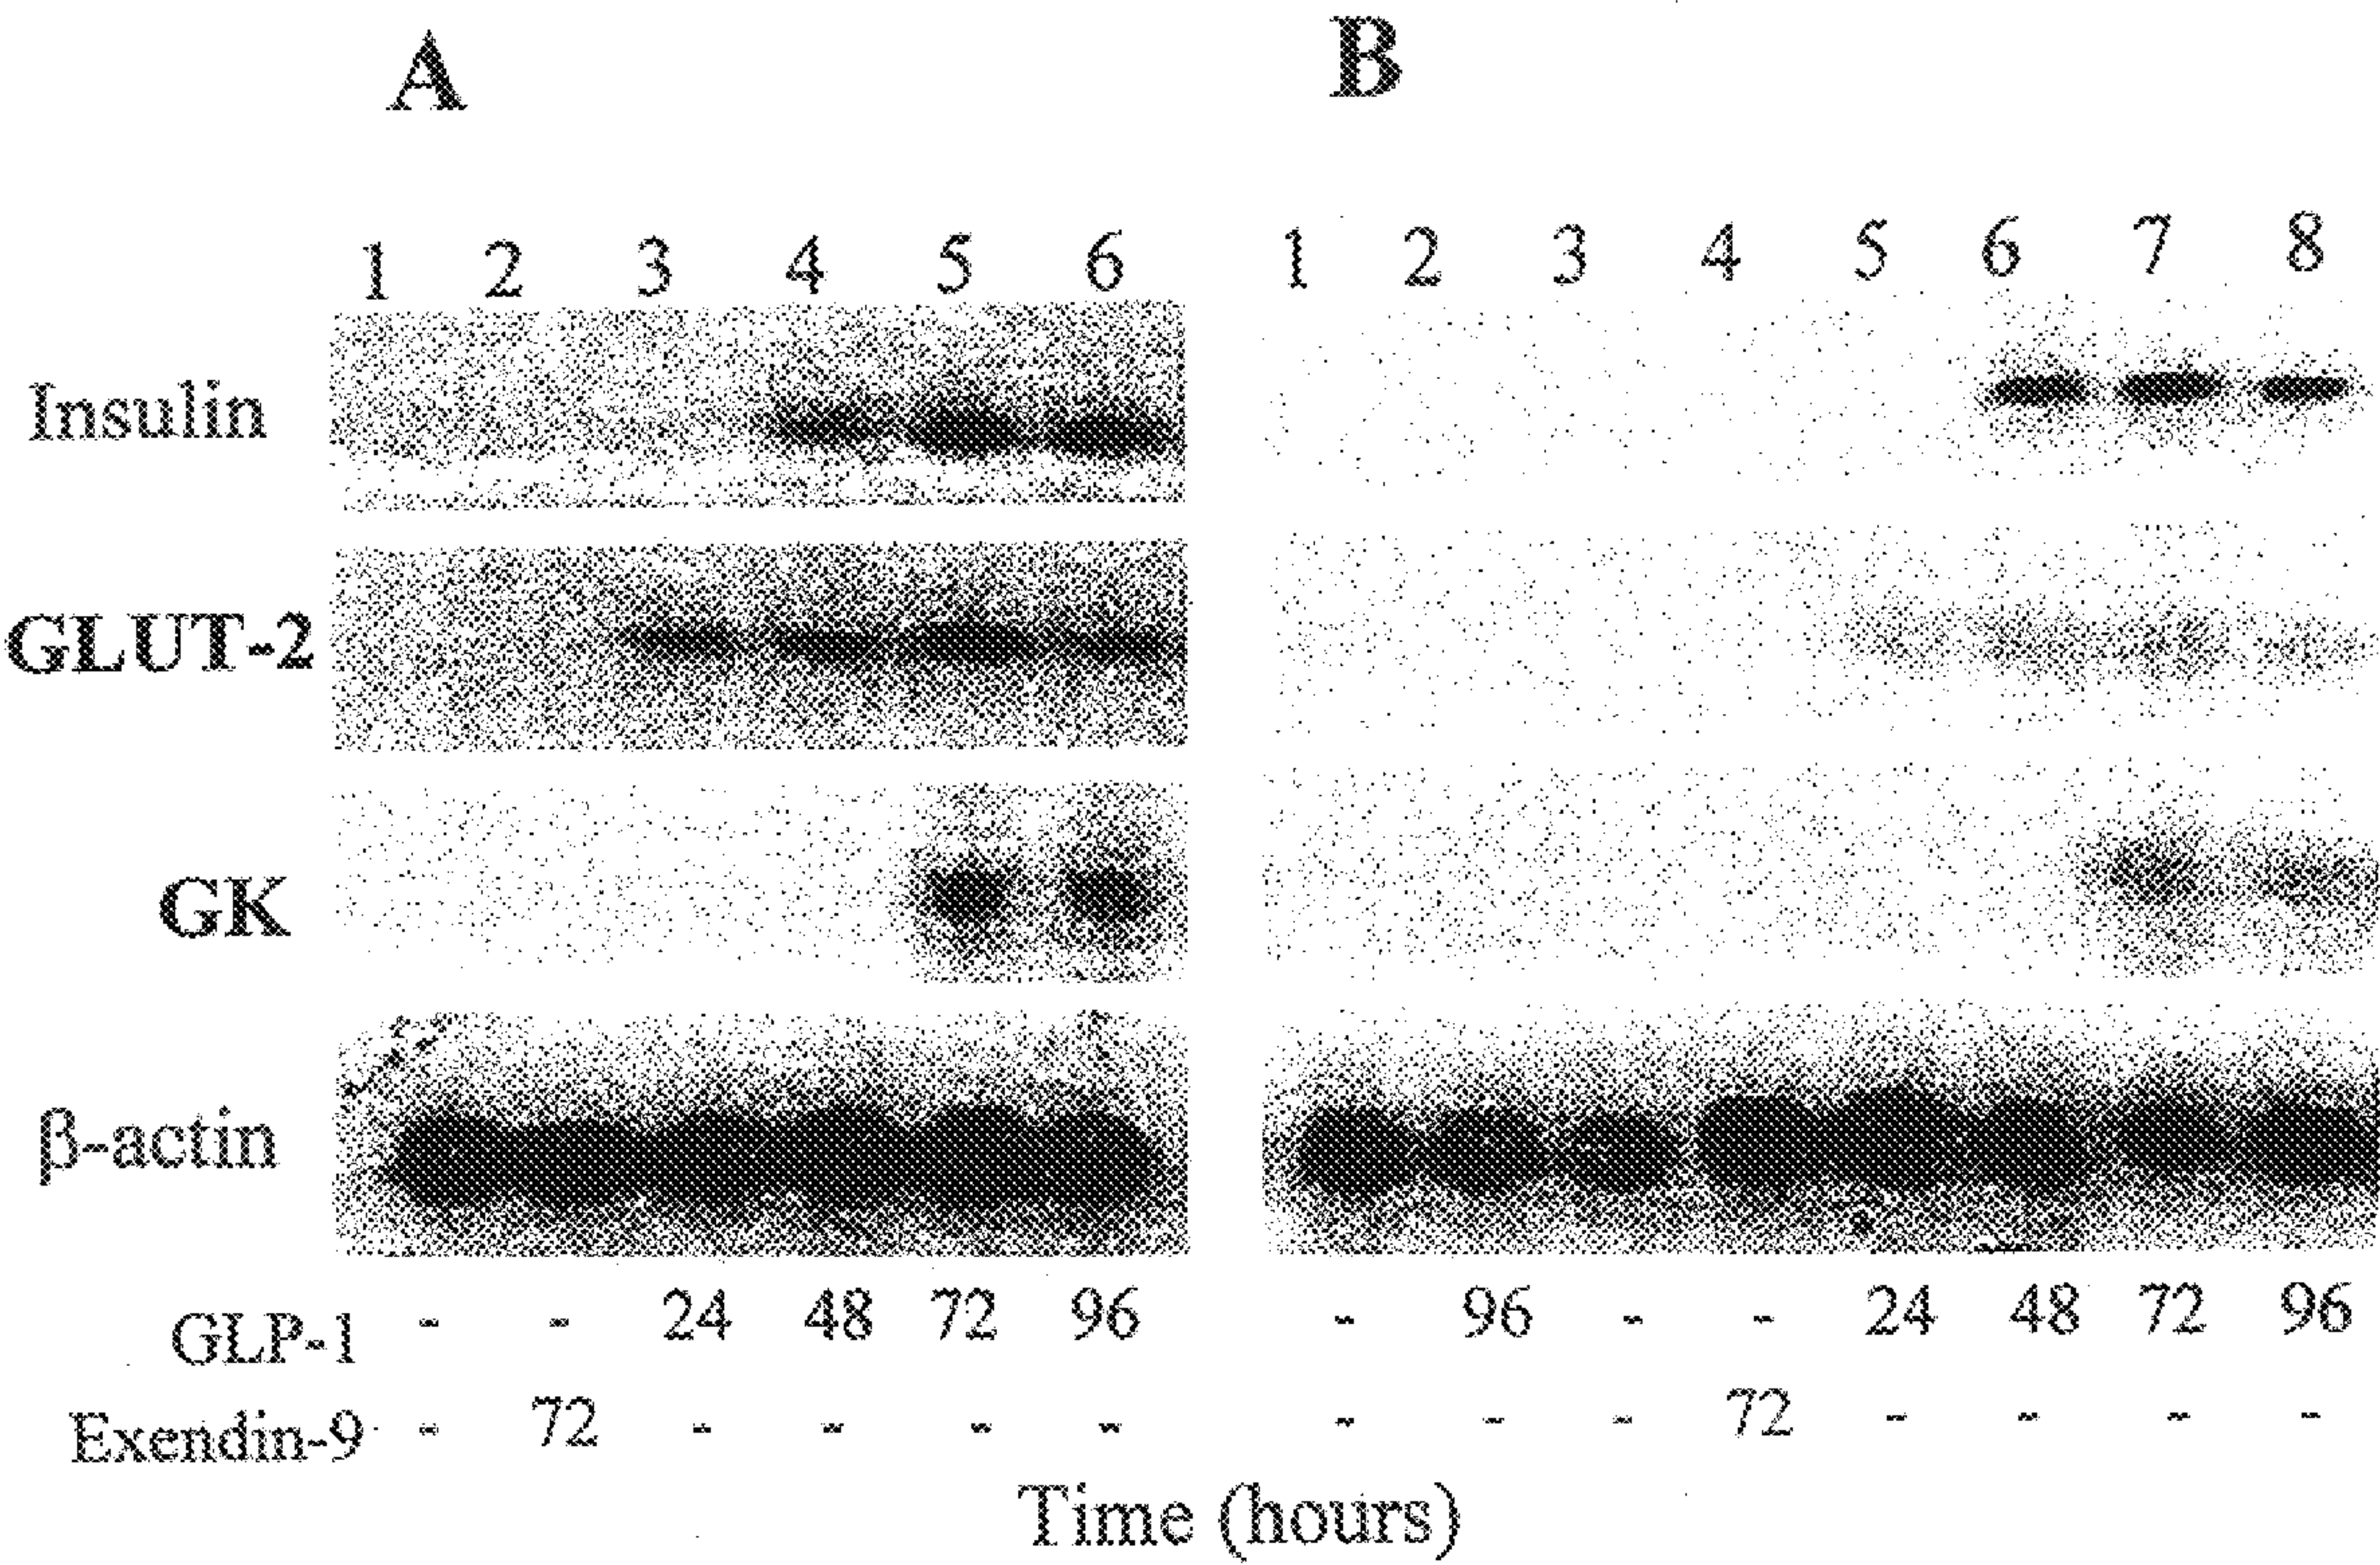 A B
1 2 3 4 5 6 1 2 3 4 5 6 7 8
Insulin
GLUT-2
GK
β-actin
GLP-1 - - 24 48 72 96 - 96 - - 24 48 72 96
Exendin-9 - 72 - - - - - - - 72 - - - -
Time (hours)